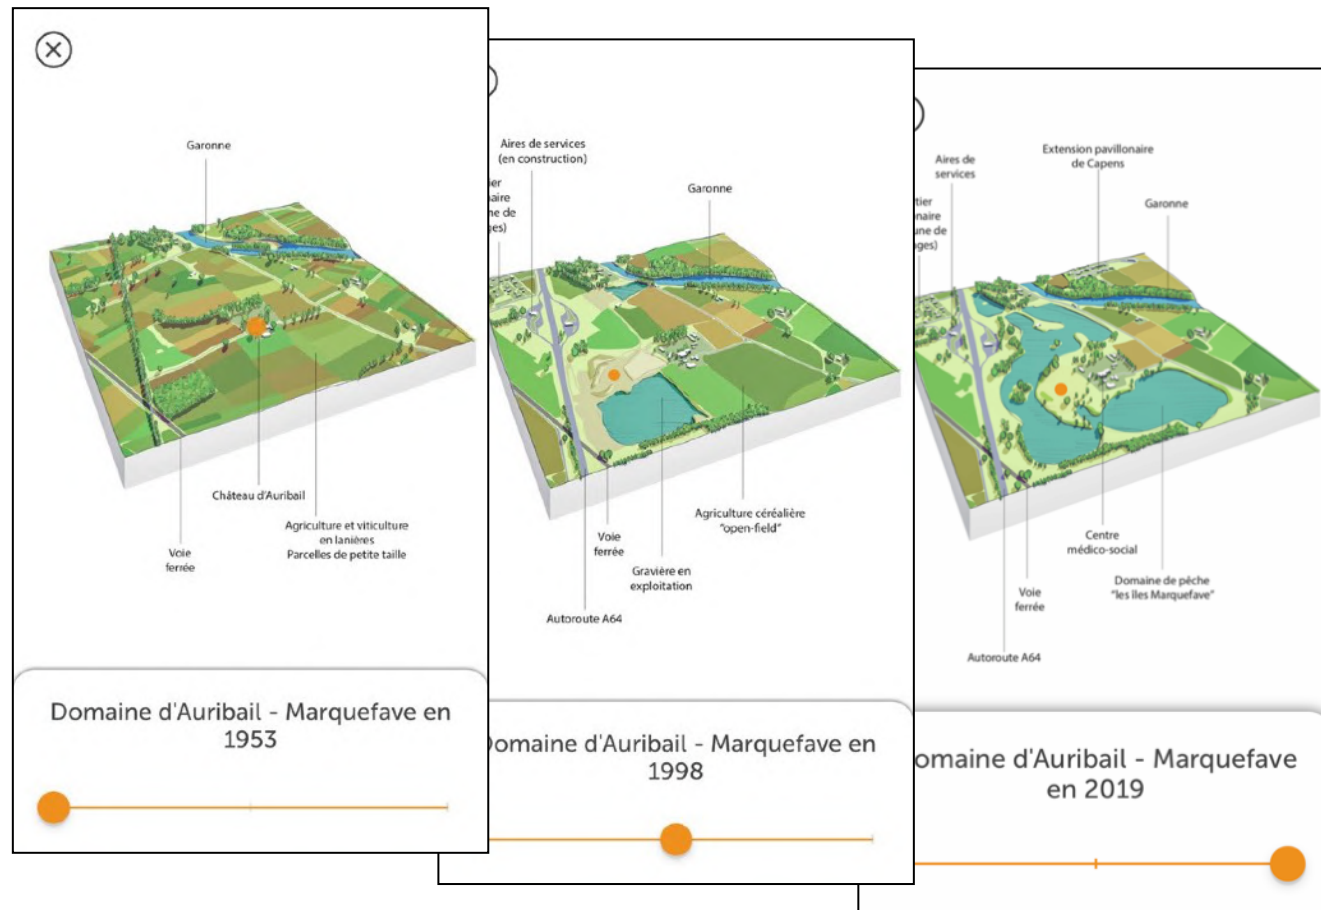 Garonne
Château d'Auribail
Agriculture et viticulture
en lanières
Parcelles de petite taille
Voie
ferrée
Domaine d'Auribail - Marquefave en
1953
Aires de services
(en construction)
Garonne
Agriculture céréalière
"open-field"
Voie
ferrée
Gravière en
exploitation
Autoroute A64
omaine d'Auribail - Marquefave en
1998
Extension pavillonaire
de Capens
Aires de
services
Garonne
Centre
médico-social
Domaine de pêche
"les îles Marquefave"
Voie
ferrée
Autoroute A64
omaine d'Auribail - Marquefave
en 2019